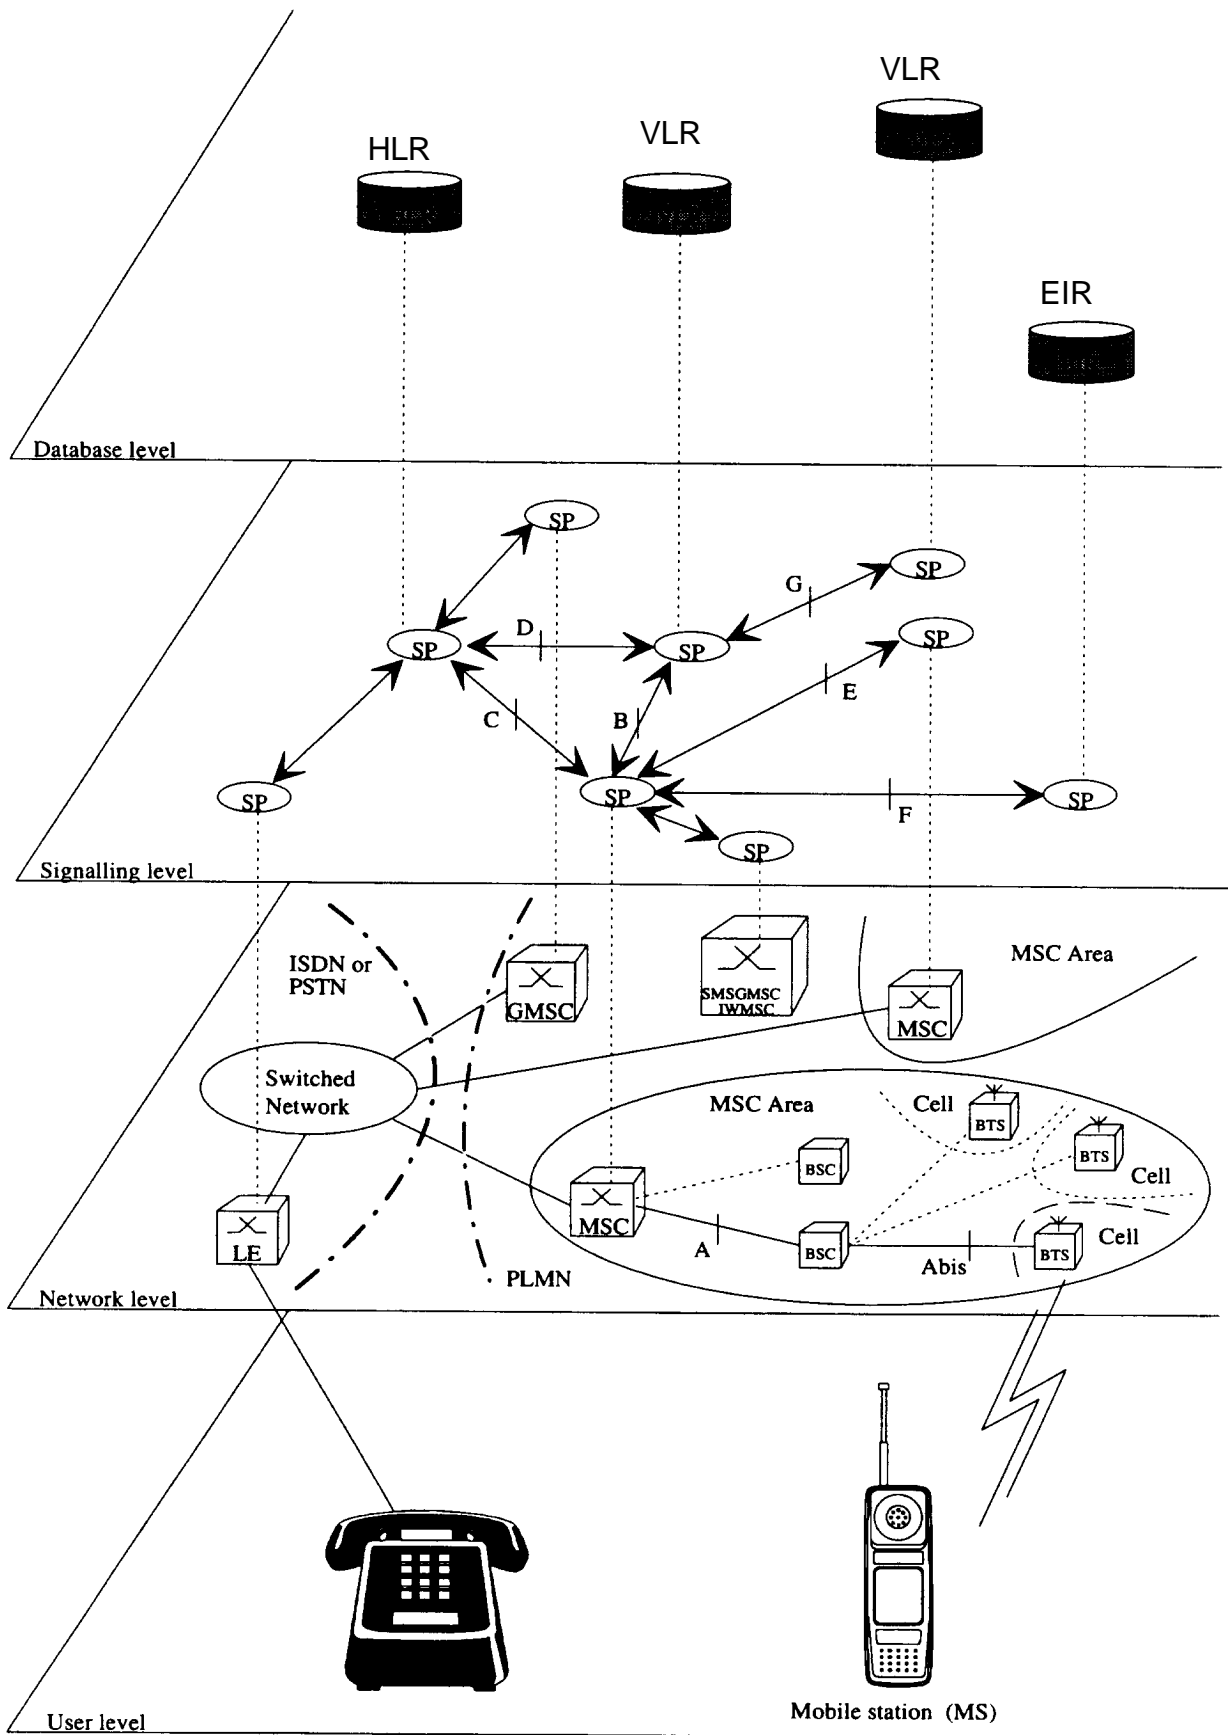 VLR
VLR
HLR
EIR
Database level
SP
SP
G
SP
D
SP
SP
E
C
B
SP
SP
SP
F
SP
Signalling level
ISDN or
PSTN
MSC Area
SMSGMSC
IWMSC
GMSC
MSC
Switched
Network
MSC Area
Cell
BTS
BTS
BSC
Cell
MSC
LE
A
BSC
Abis
BTS
Cell
PLMN
Network level
Mobile station (MS)
User level